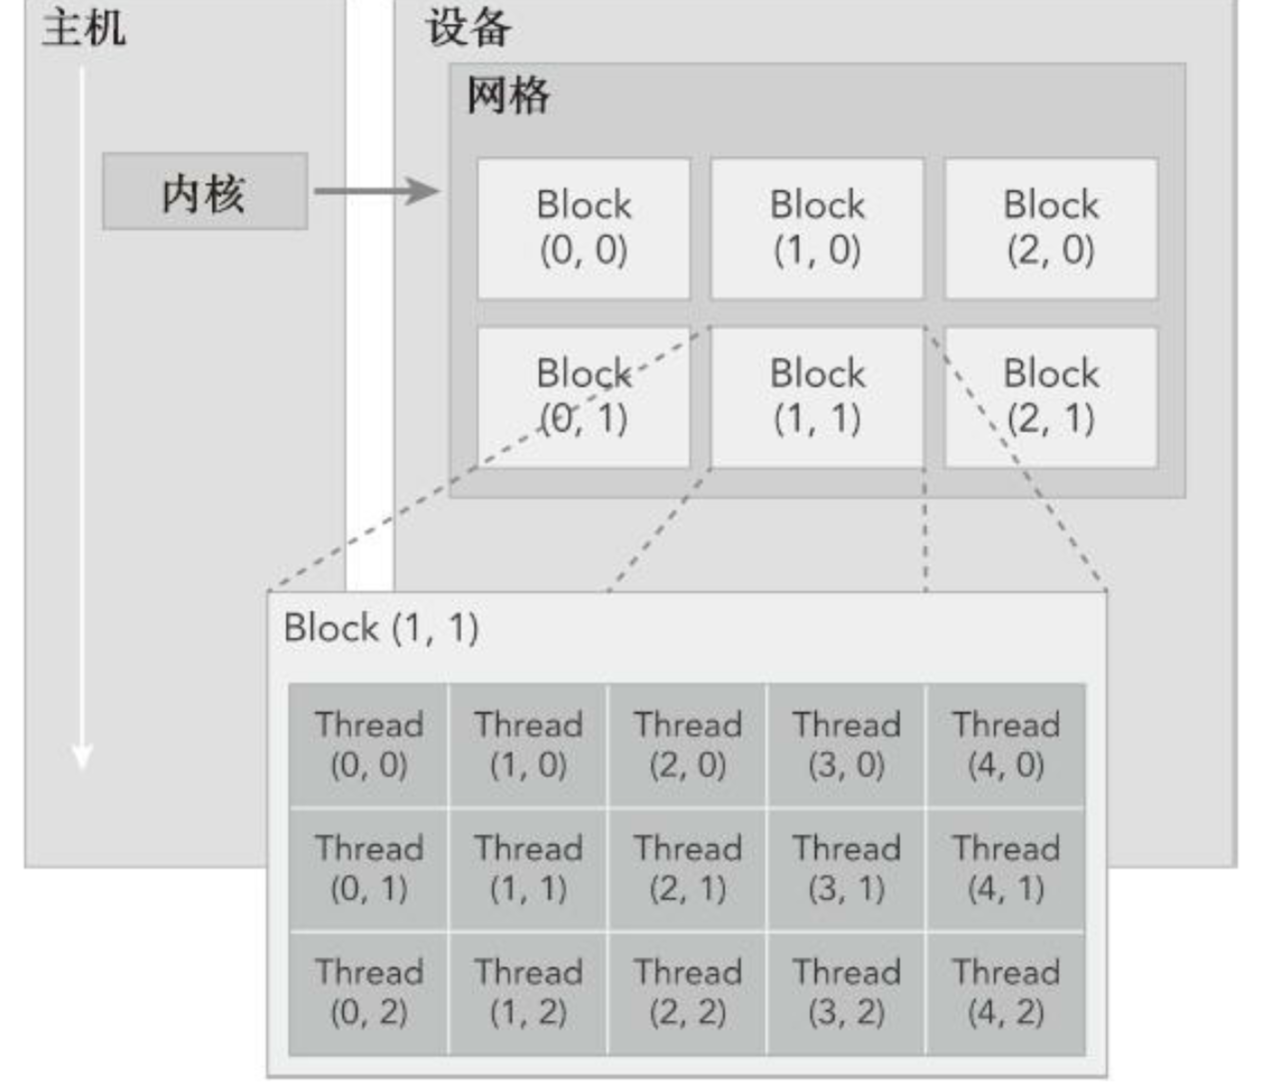 主机
设备
网格
内核
Block
(0, 0)
Block
(1, 0)
Block
(2, 0)
Block
(0, 1)
Block
(1, 1)
Block
(2, 1)
Block (1, 1)
Thread
(0, 0)
Thread
(1, 0)
Thread
(2, 0)
Thread
(3, 0)
Thread
(4, 0)
Thread
(0, 1)
Thread
(1, 1)
Thread
(2, 1)
Thread
(3, 1)
Thread
(4, 1)
Thread
(0, 2)
Thread
(1, 2)
Thread
(2, 2)
Thread
(3, 2)
Thread
(4, 2)